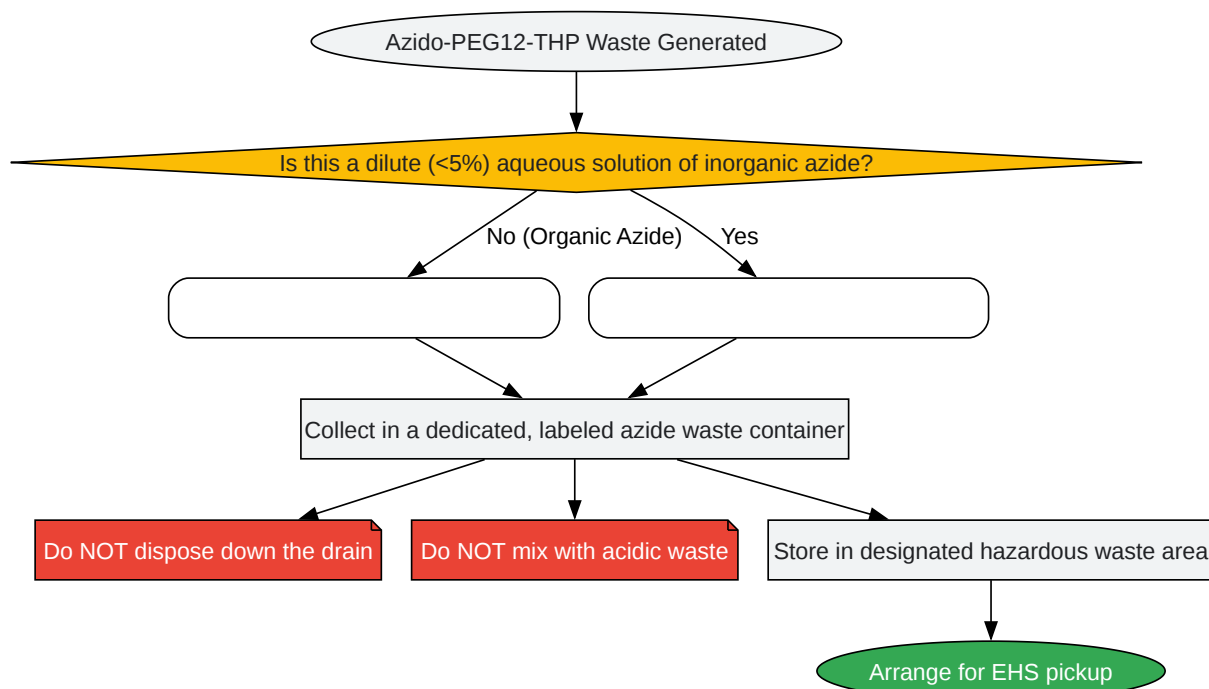 Azido-PEG12-THP Waste Generated
Is this a dilute (<5%) aqueous solution of inorganic azide?
No (Organic Azide)
Yes
Collect in a dedicated, labeled azide waste container
Do NOT dispose down the drain
Do NOT mix with acidic waste
Store in designated hazardous waste area
Arrange for EHS pickup